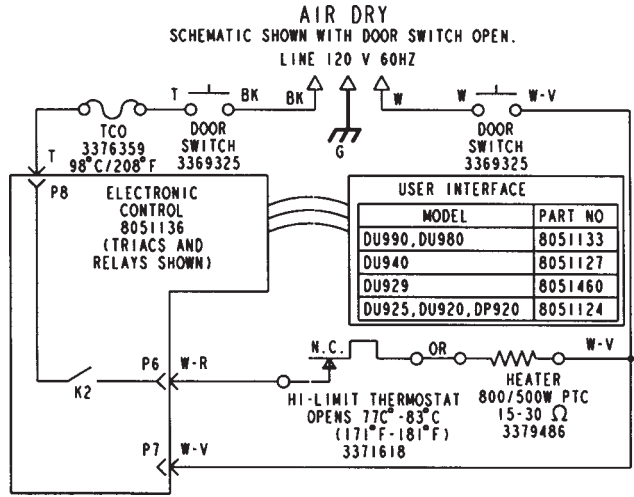 AIR DRY
SCHEMATIC SHOWN WITH DOOR SWITCH OPEN.
LINE 120 V 60HZ
T
BK
BK
W
W
W-V
TCO
3376359
98°C/208°F
DOOR
SWITCH
3369325
G
DOOR
SWITCH
3369325
T
P8
ELECTRONIC
CONTROL
8051136
(TRIACS AND
RELAYS SHOWN)
USER INTERFACE
MODEL PART NO
DU990,DU980 8051133
DU940 8051127
DU929 8051460
DU925,DU920,DP920 8051124
N.C.
OR
W-V
P6
W-R
K2
HI-LIMIT THERMOSTAT
OPENS 77C°-83°C
(171°F-181°F)
3371618
HEATER
800/500W PTC
15-30 Ω
3379486
P7
W-V